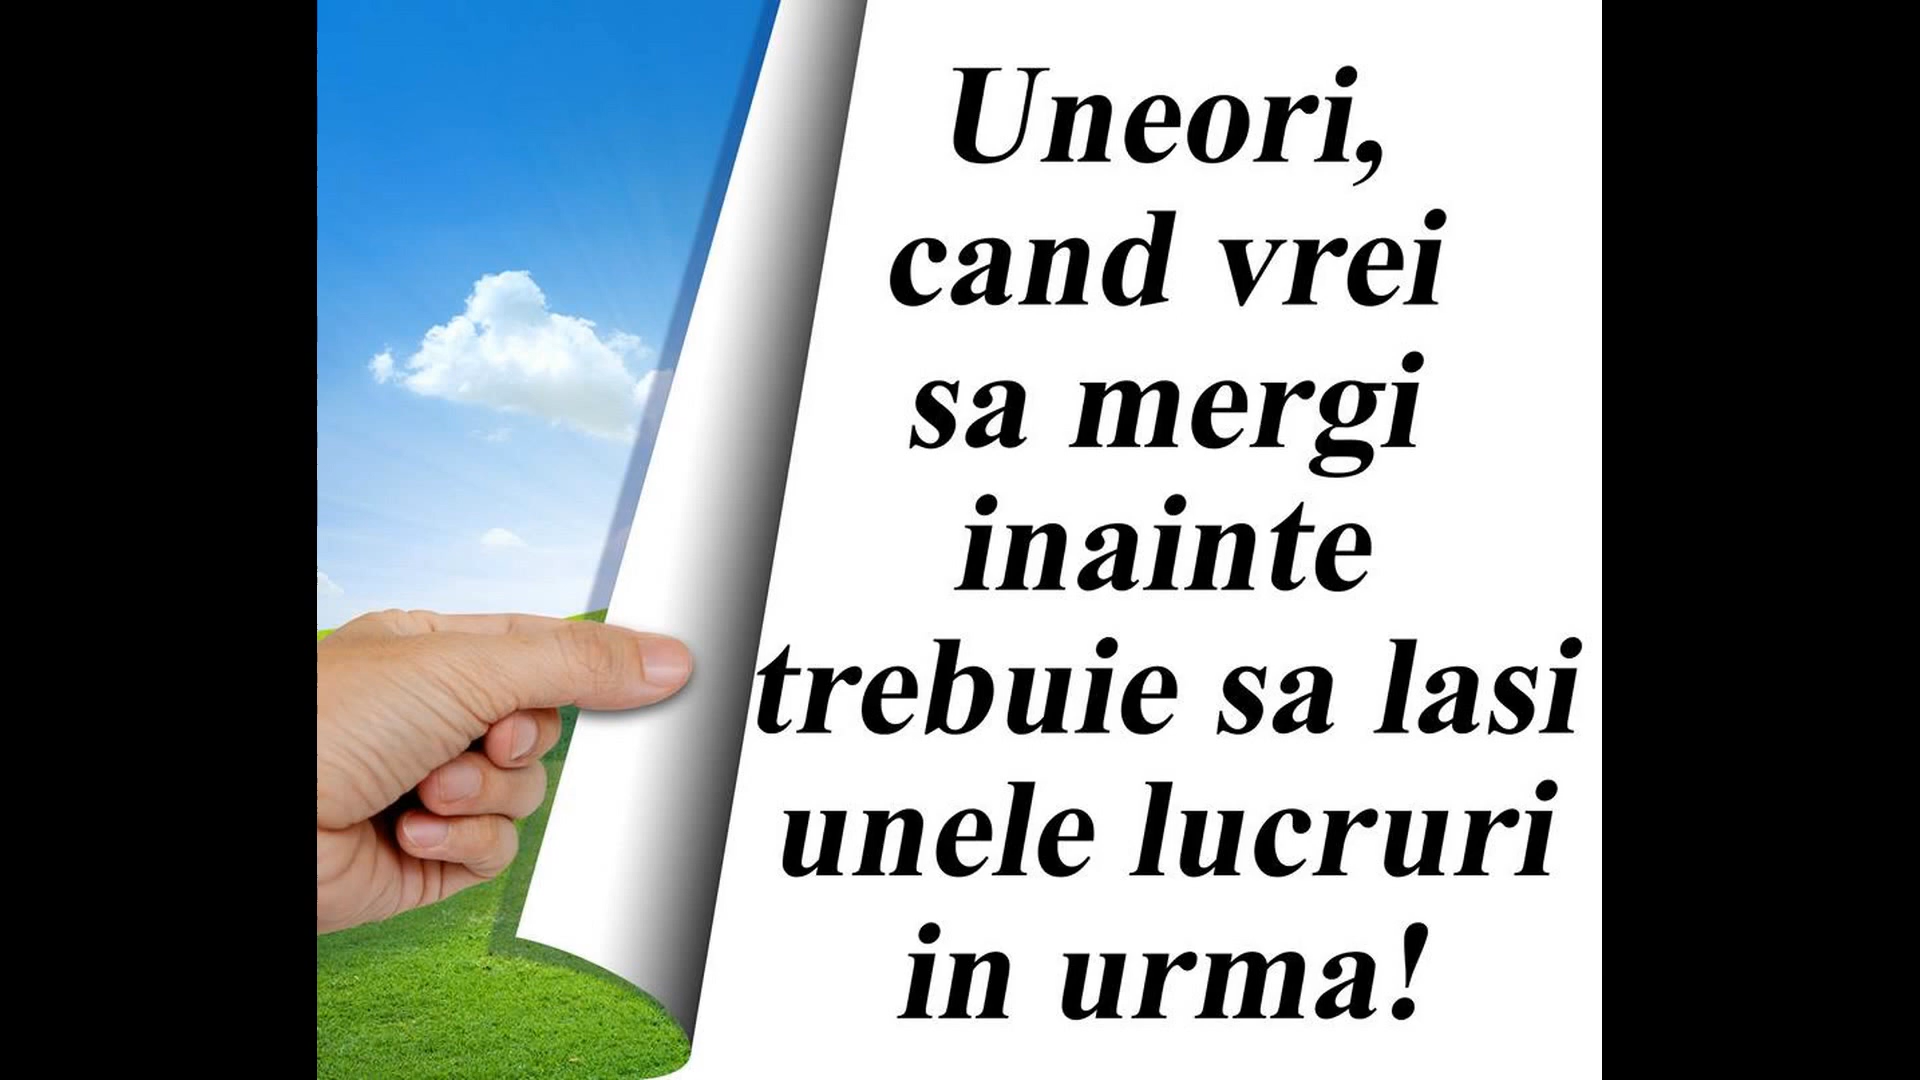 Uneori,
cand vrei
sa mergi
inainte
trebuie sa lasi
unele lucruri
in urma!